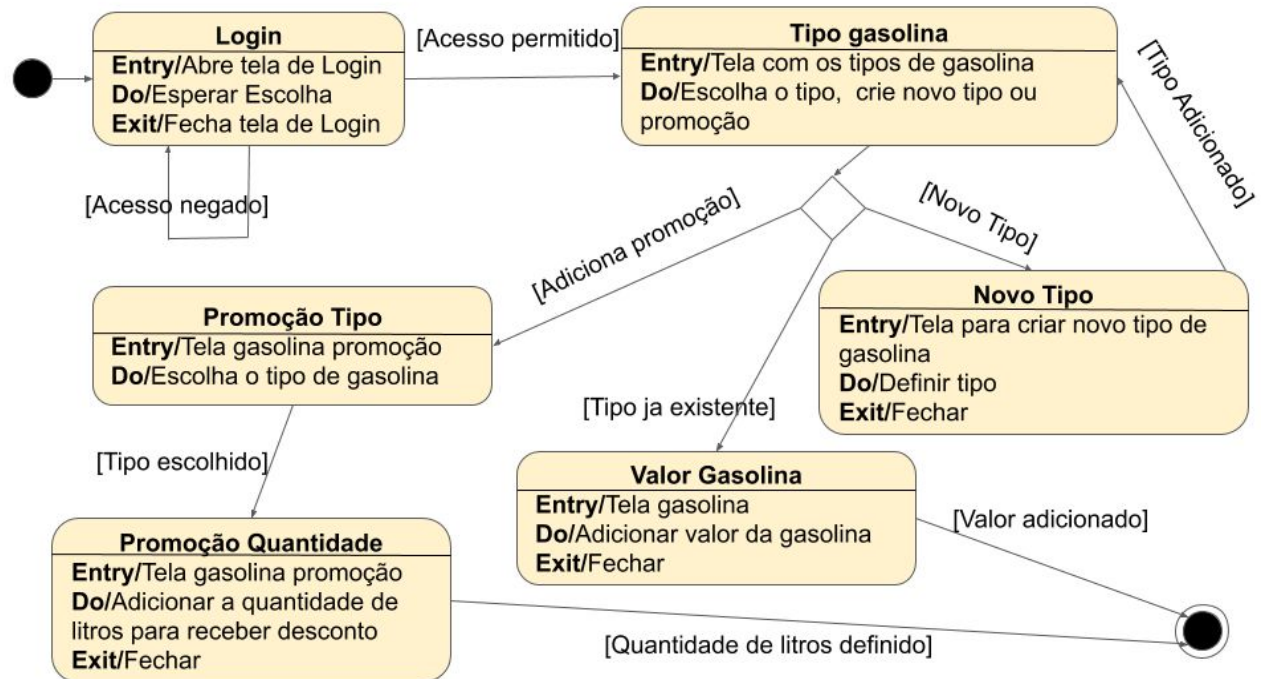 Login
Entry/Abre tela de Login
Do/Esperar Escolha
Exit/Fecha tela de Login
[Acesso permitido]
Tipo gasolina
Entry/Tela com os tipos de gasolina
Do/Escolha o tipo, crie novo tipo ou
promoção
[Tipo Adicionado]
[Acesso negado]
[Adiciona promoção]
[Novo Tipo]
Promoção Tipo
Entry/Tela gasolina promoção
Do/Escolha o tipo de gasolina
Novo Tipo
Entry/Tela para criar novo tipo de
gasolina
Do/Definir tipo
Exit/Fechar
[Tipo ja existente]
[Tipo escolhido]
Valor Gasolina
Entry/Tela gasolina
Do/Adicionar valor da gasolina
Exit/Fechar
[Valor adicionado]
Promoção Quantidade
Entry/Tela gasolina promoção
Do/Adicionar a quantidade de
litros para receber desconto
Exit/Fechar
[Quantidade de litros definido]